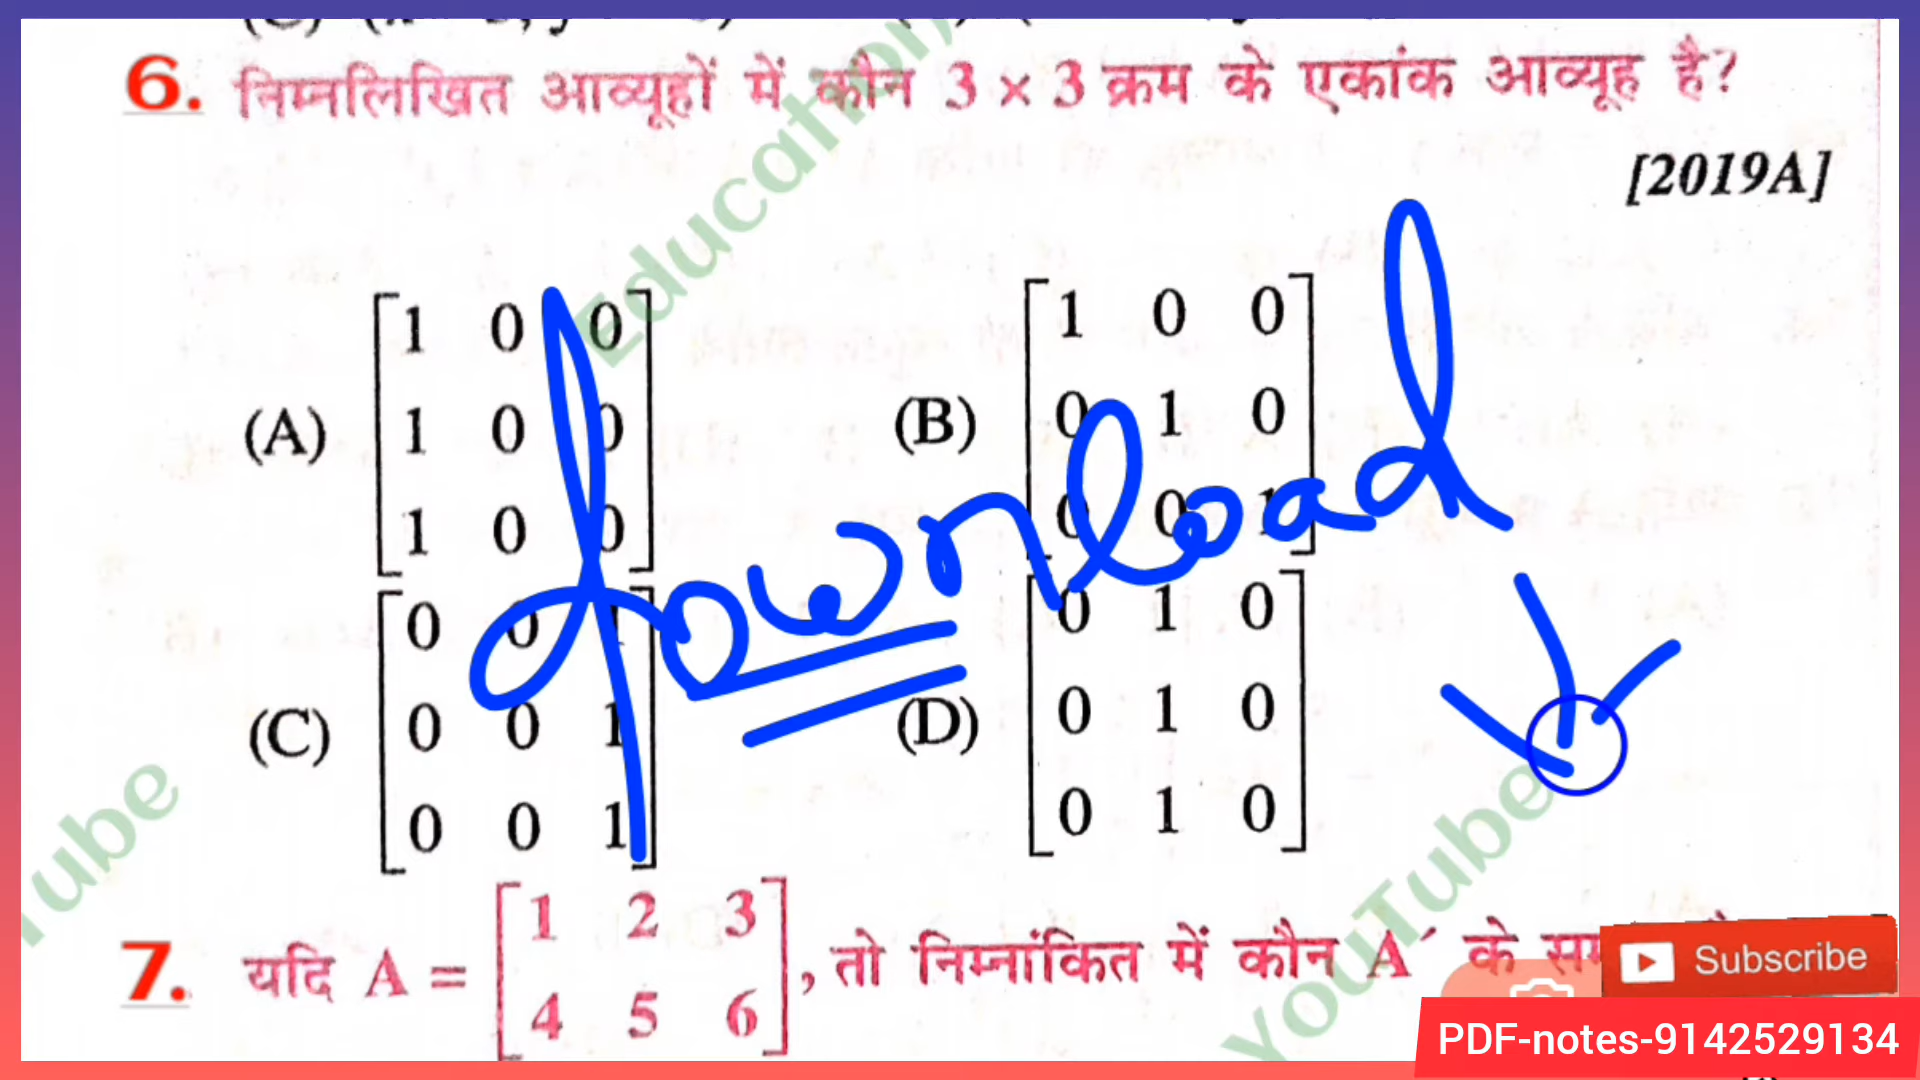 6. निम्नलिखित आव्यूहों में कौन 3 × 3 क्रम के एकांक आव्यूह है?
[2019A]
(A) 1 0 0
1 0 0
1 0 0
(B) 1 0 0
0 1 0
0 0 1
(C) 0 0 1
0 0 1
0 0 1
(D) 0 1 0
0 1 0
0 1 0
download
7. यदि A = [1 2 3
4 5 6], तो निम्नांकित में कौन A′ के
Education
Tube
YouTube
Subscribe
PDF-notes-9142529134